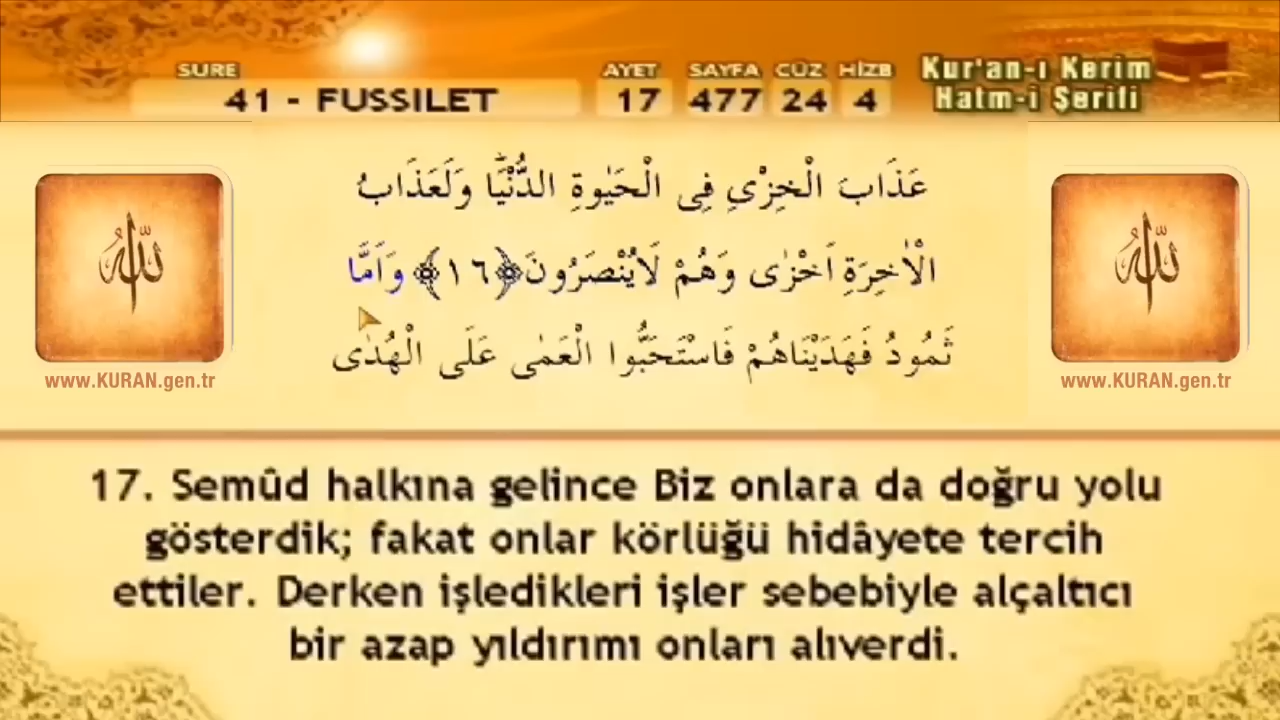 SURE AYET SAYFA CÜZ HİZB
41 - FUSSILET 17 477 24 4
Kur'an-ı Kerim
Hatm-i Şerifi
عَذَابَ الْخِزْىِ فِى الْحَيٰوةِ الدُّنْيَاۜ وَلَعَذَابُ
الْاٰخِرَةِ اَخْزٰى وَهُمْ لَايُنْصَرُونَ ﴿١٦﴾ وَاَمَّا
ثَمُودُ فَهَدَيْنَاهُمْ فَاسْتَحَبُّوا الْعَمٰى عَلَى الْهُدٰى
الله
www.KURAN.gen.tr
الله
www.KURAN.gen.tr
17. Semûd halkına gelince Biz onlara da doğru yolu
gösterdik; fakat onlar körlüğü hidâyete tercih
ettiler. Derken işledikleri işler sebebiyle alçaltıcı
bir azap yıldırımı onları alıverdi.